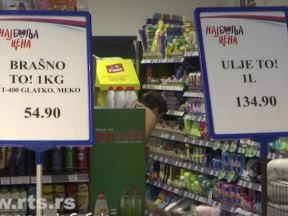 НАЈБОЉА
ЦЕНА
BRAŠNO
TO! 1KG
T-400 GLATKO, MEKO
54.90
НАЈБОЉА
ЦЕНА
ULJE TO!
1L
134.90
www.rts.rs